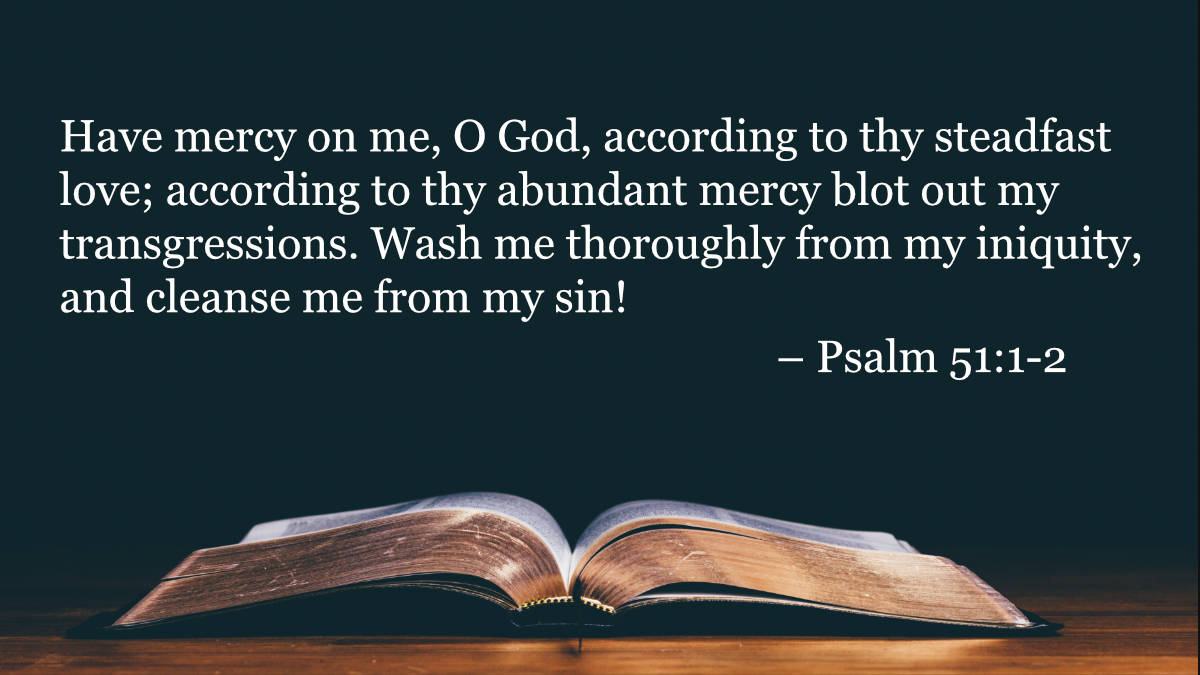 Have mercy on me, O God, according to thy steadfast
love; according to thy abundant mercy blot out my
transgressions. Wash me thoroughly from my iniquity,
and cleanse me from my sin!
– Psalm 51:1-2